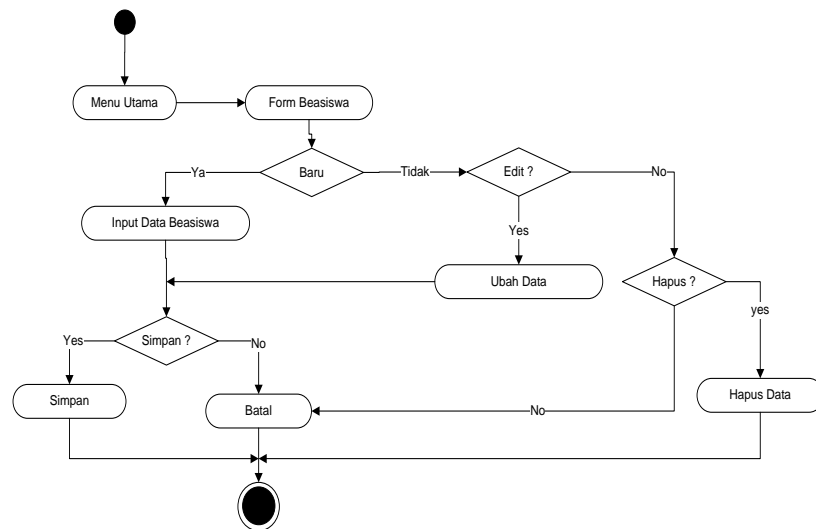 Menu Utama
Form Beasiswa
Baru
Ya
Tidak
Edit ?
No
Input Data Beasiswa
Yes
Ubah Data
Hapus ?
yes
Simpan ?
Yes
No
Simpan
Batal
No
Hapus Data